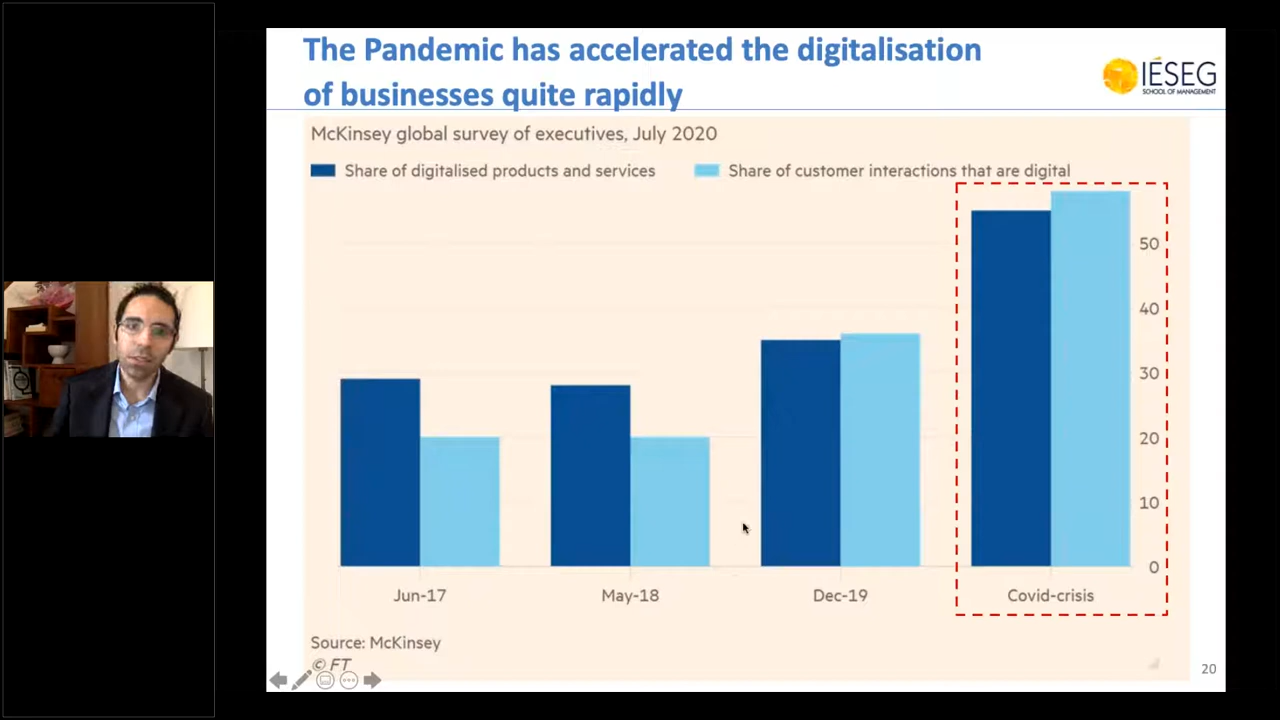 The Pandemic has accelerated the digitalisation
of businesses quite rapidly
IÉSEG
SCHOOL OF MANAGEMENT
McKinsey global survey of executives, July 2020
Share of digitalised products and services
Share of customer interactions that are digital
50
40
30
20
10
0
Jun-17
May-18
Dec-19
Covid-crisis
Source: McKinsey
© FT
20